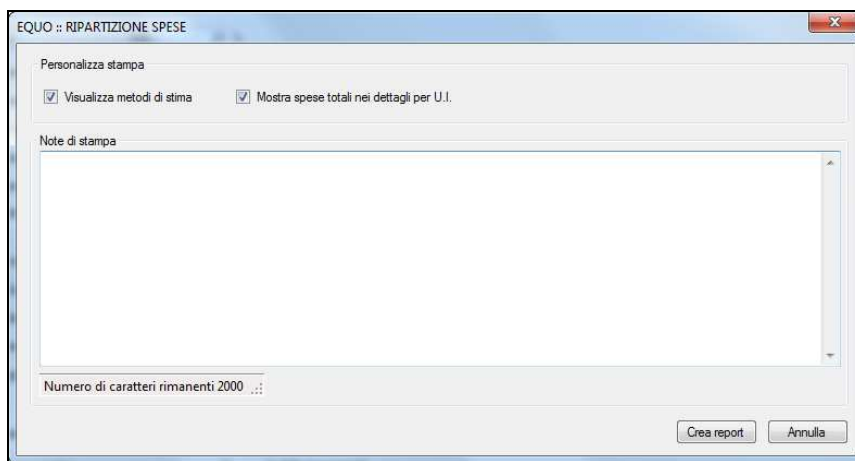 EQUO :: RIPARTIZIONE SPESE
Personalizza stampa
Visualizza metodi di stima Mostra spese totali nei dettagli per U.I.
Note di stampa
Numero di caratteri rimanenti 2000
Crea report Annulla